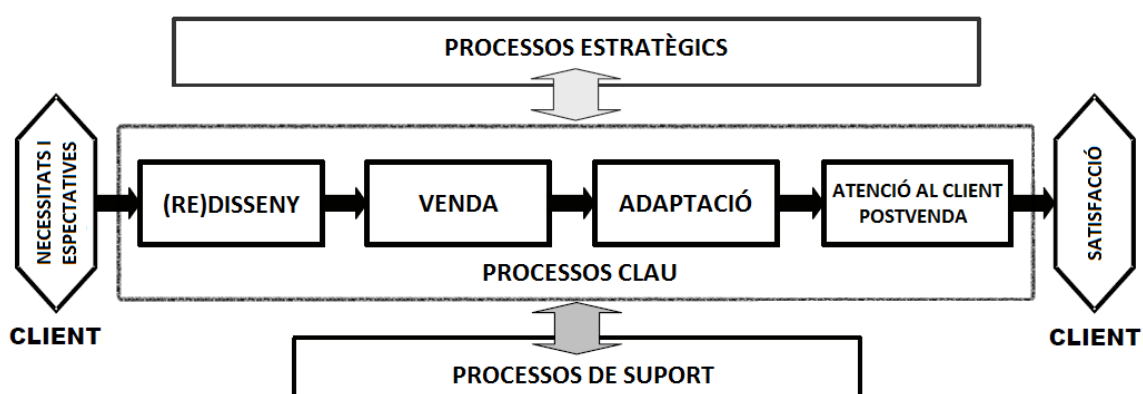 PROCESSOS ESTRATÈGICS
NECESSITATS I
ESPECTATIVES
CLIENT
(RE)DISSENY
VENDA
ADAPTACIÓ
ATENCIÓ AL CLIENT
POSTVENDA
PROCESSOS CLAU
SATISFACCIÓ
CLIENT
PROCESSOS DE SUPORT